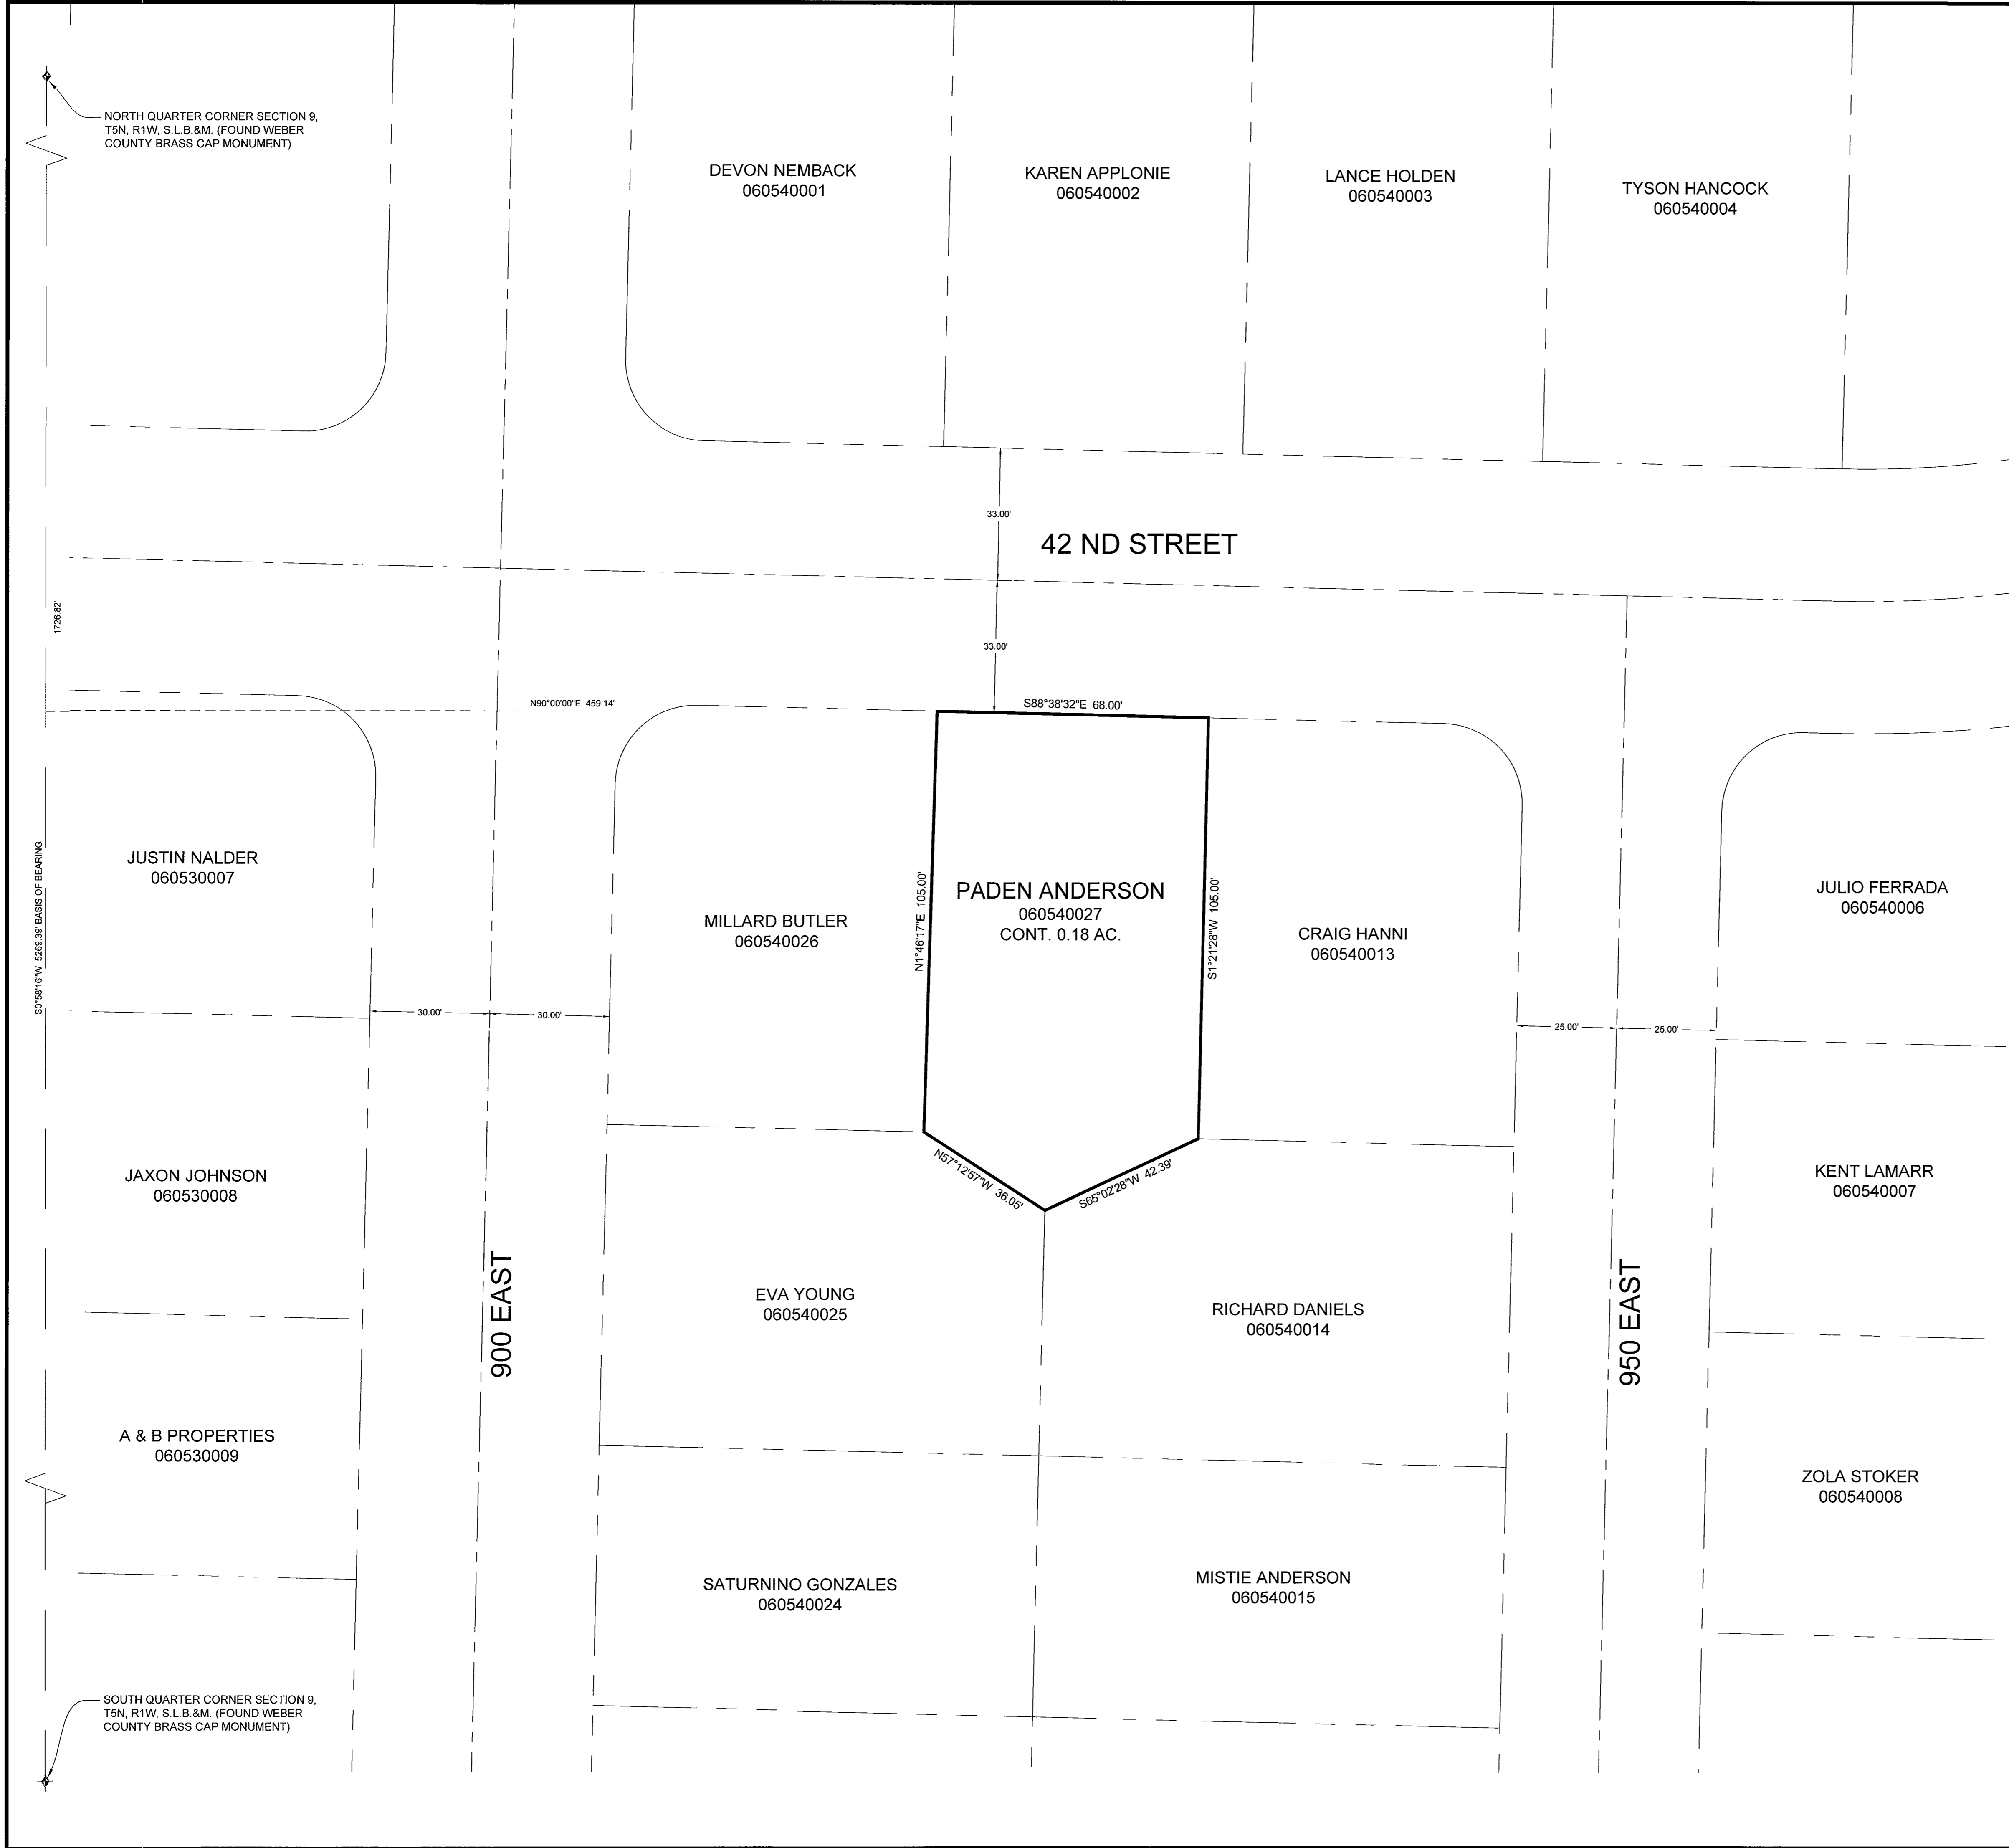 NORTH QUARTER CORNER SECTION 9,
T5N, R1W, S.L.B.&M. (FOUND WEBER
COUNTY BRASS CAP MONUMENT)
DEVON NEMBACK
060540001
KAREN APPLONIE
060540002
LANCE HOLDEN
060540003
TYSON HANCOCK
060540004
33.00'
42 ND STREET
1726.82'
33.00'
N90°00'00"E 459.14'
S88°38'32"E 68.00'
S0°58'16"W 5269.39' BASIS OF BEARING
JUSTIN NALDER
060530007
MILLARD BUTLER
060540026
N1°46'17"E 105.00'
PADEN ANDERSON
060540027
CONT. 0.18 AC.
S1°21'28"W 105.00'
CRAIG HANNI
060540013
JULIO FERRADA
060540006
30.00'
30.00'
25.00'
25.00'
JAXON JOHNSON
060530008
N57°12'57"W 36.05'
S65°02'28"W 42.39'
KENT LAMARR
060540007
900 EAST
EVA YOUNG
060540025
RICHARD DANIELS
060540014
950 EAST
A & B PROPERTIES
060530009
ZOLA STOKER
060540008
SATURNINO GONZALES
060540024
MISTIE ANDERSON
060540015
SOUTH QUARTER CORNER SECTION 9,
T5N, R1W, S.L.B.&M. (FOUND WEBER
COUNTY BRASS CAP MONUMENT)